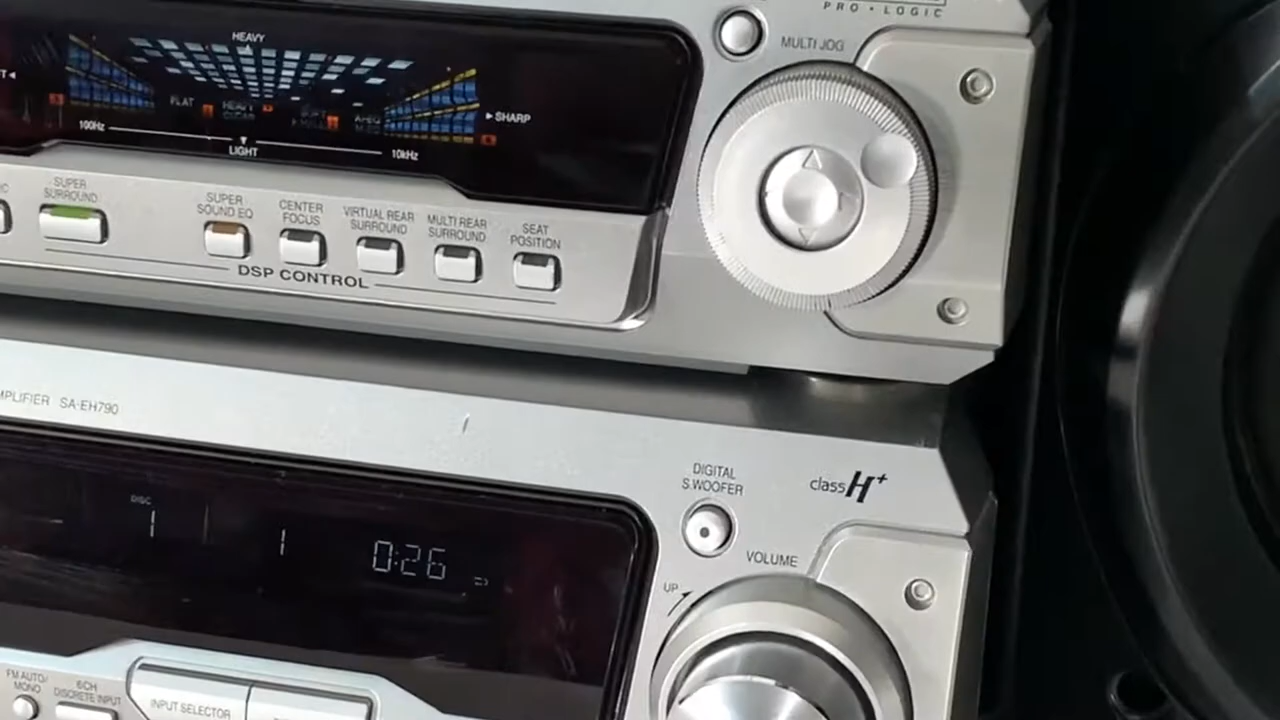 PRO•LOGIC
MULTI JOG
HEAVY
FLAT
HEAVY
▶SHARP
100Hz
10kHz
LIGHT
SUPER
SURROUND
SUPER
SOUND EQ
CENTER
FOCUS
VIRTUAL REAR
SURROUND
MULTI REAR
SURROUND
SEAT
POSITION
DSP CONTROL
SA-EH790
DIGITAL
S.WOOFER
class H+
DISC
1 1 0:26
VOLUME
UP
FM AUTO/
MONO
6CH
DISCRETE INPUT
INPUT SELECTOR